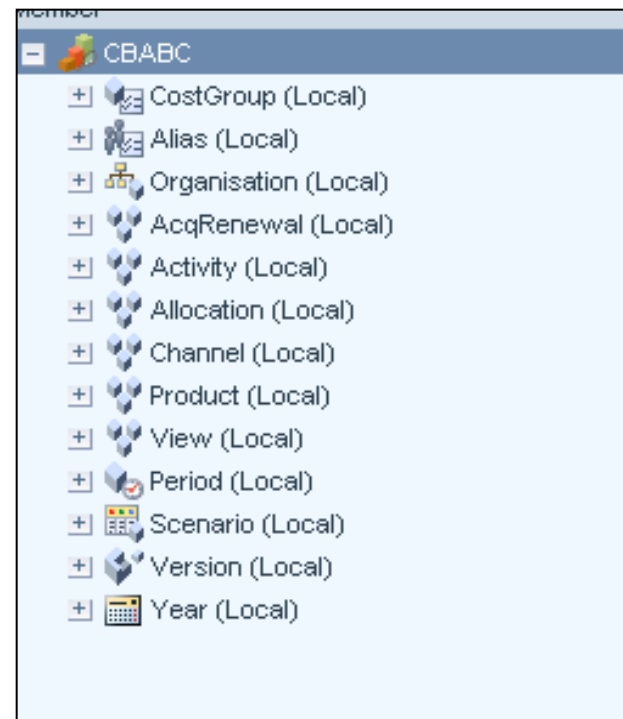 Member
CBABC
CostGroup (Local)
Alias (Local)
Organisation (Local)
AcqRenewal (Local)
Activity (Local)
Allocation (Local)
Channel (Local)
Product (Local)
View (Local)
Period (Local)
Scenario (Local)
Version (Local)
Year (Local)